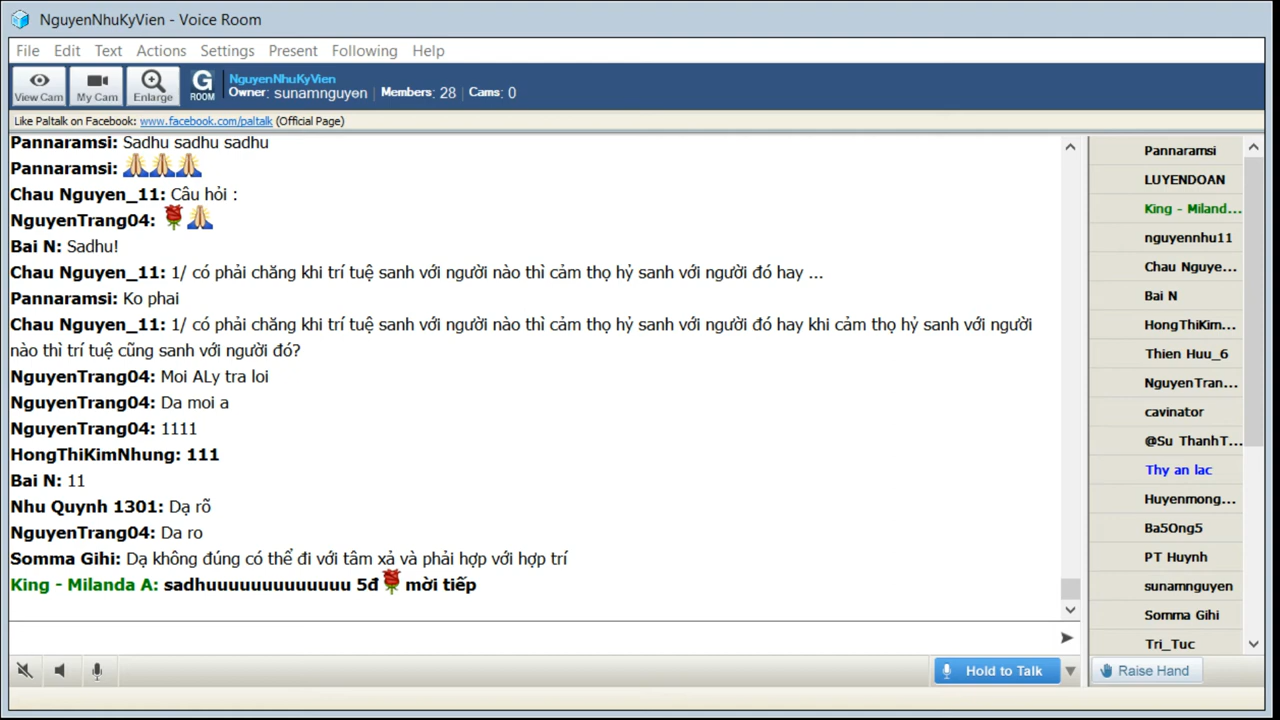 NguyenNhuKyVien - Voice Room
File Edit Text Actions Settings Present Following Help
View Cam My Cam Enlarge G ROOM
NguyenNhuKyVien
Owner: sunamnguyen | Members: 28 | Cams: 0
Like Paltalk on Facebook: www.facebook.com/paltalk (Official Page)
Pannaramsi: Sadhu sadhu sadhu
Pannaramsi: 🙏🙏🙏
Chau Nguyen_11: Câu hỏi :
NguyenTrang04: 🌹🙏
Bai N: Sadhu!
Chau Nguyen_11: 1/ có phải chăng khi trí tuệ sanh với người nào thì cảm thọ hỷ sanh với người đó hay ...
Pannaramsi: Ko phai
Chau Nguyen_11: 1/ có phải chăng khi trí tuệ sanh với người nào thì cảm thọ hỷ sanh với người đó hay khi cảm thọ hỷ sanh với người
nào thì trí tuệ cũng sanh với người đó?
NguyenTrang04: Moi ALy tra loi
NguyenTrang04: Da moi a
NguyenTrang04: 1111
HongThiKimNhung: 111
Bai N: 11
Nhu Quynh 1301: Dạ rõ
NguyenTrang04: Da ro
Somma Gihi: Dạ không đúng có thể đi với tâm xả và phải hợp với hợp trí
King - Milanda A: sadhuuuuuuuuuuuuu 5đ🌹mời tiếp
Hold to Talk
Pannaramsi
LUYENDOAN
King - Miland...
nguyennhu11
Chau Nguye...
Bai N
HongThiKim...
Thien Huu_6
NguyenTran...
cavinator
@Su ThanhT...
Thy an lac
Huyenmong...
Ba5Ong5
PT Huynh
sunamnguyen
Somma Gihi
Tri_Tuc
Raise Hand